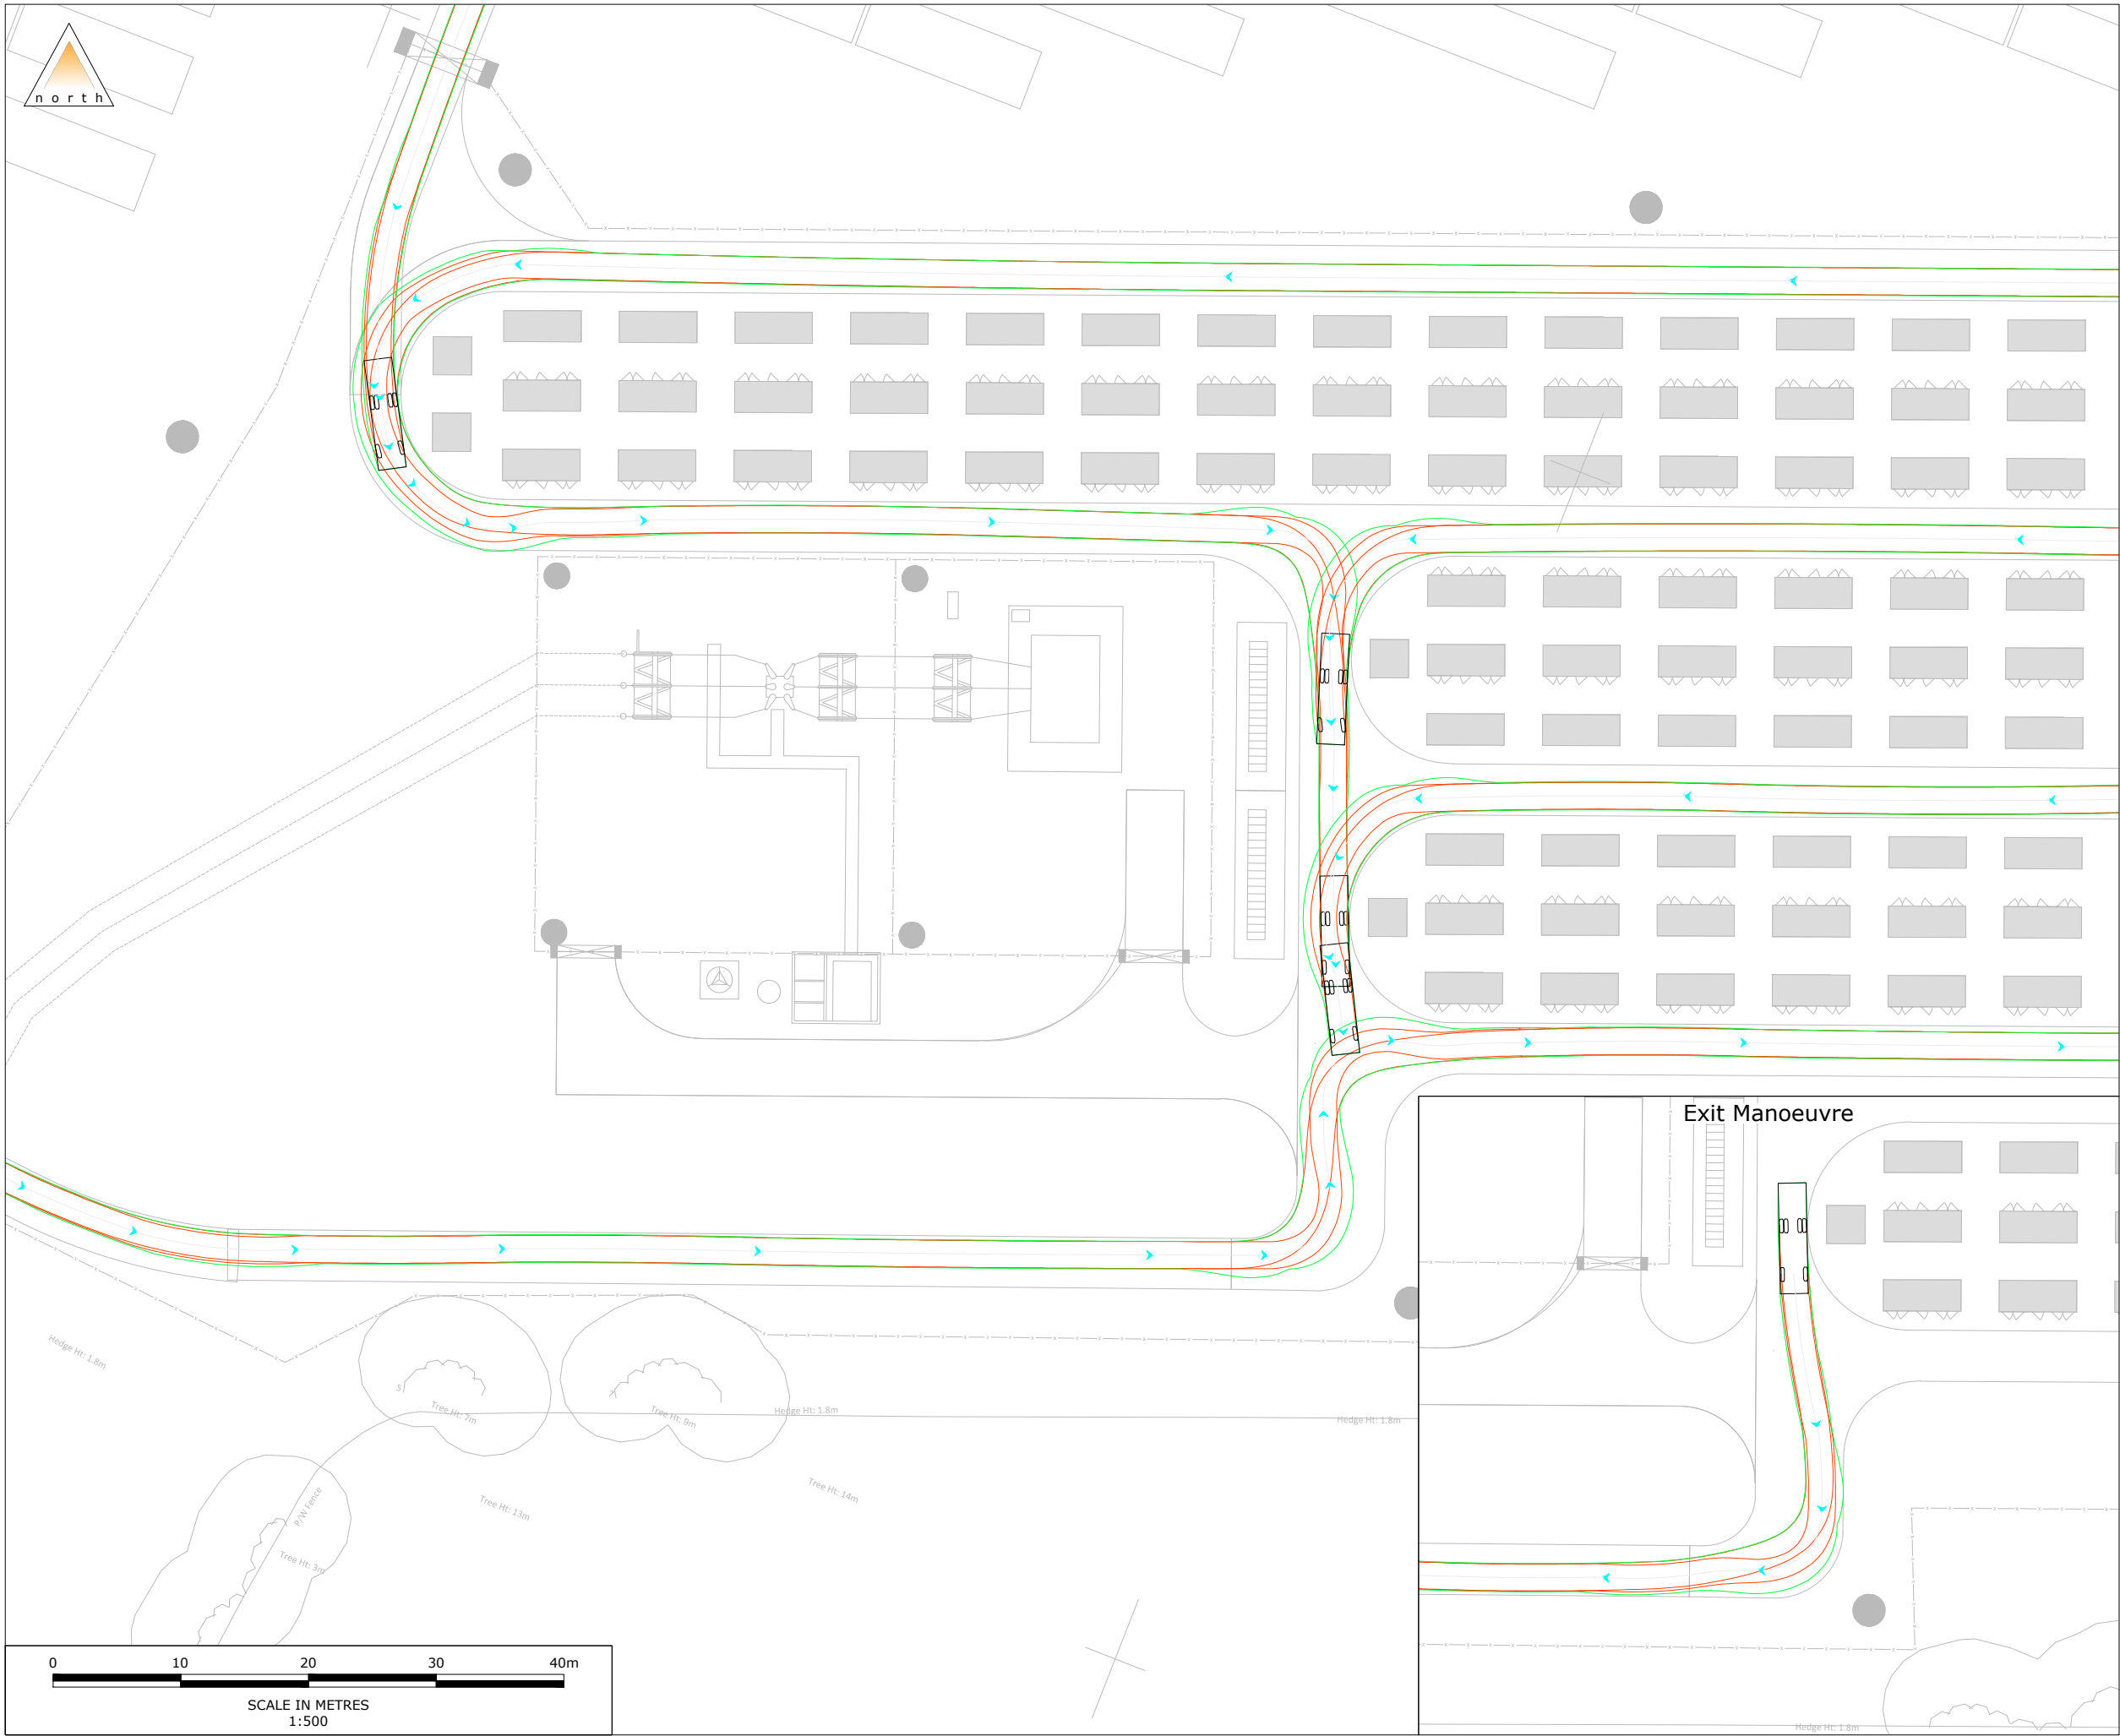 north
Exit Manoeuvre
Hedge Ht: 1.8m
Tree Ht: 7m
Tree Ht: 9m
Hedge Ht: 1.8m
Hedge Ht: 1.8m
Tree Ht: 14m
Tree Ht: 13m
P/W Fence
Tree Ht: 3m
0 10 20 30 40m
SCALE IN METRES
1:500
Hedge Ht: 1.8m